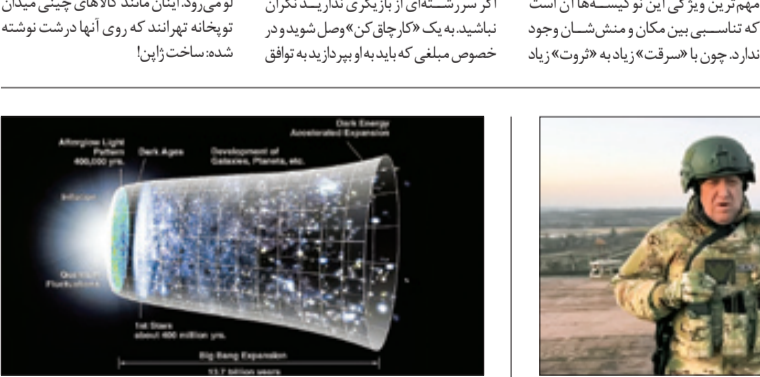 مهم‌ترین ویژگی این نوکیسه‌ها آن است
که تناسبی بین مکان و منش‌شان وجود
ندارد. چون با «سرقت» زیاد به «ثروت» زیاد
اگر سررشته‌ای از بازیگری ندارید نگران
نباشید. به یک «کارچاق‌کن» وصل شوید و در
خصوص مبلغی که باید به او بپردازید به توافق
لو می‌رود. اینان مانند کالاهای چینی میدان
توپخانه تهرانند که روی آنها درشت نوشته
شده: ساخت ژاپن!
Dark Energy
Accelerated Expansion
Afterglow Light
Pattern
400,000 yrs.
Dark Ages
Development of
Galaxies, Planets, etc.
Inflation
Quantum
Fluctuations
1st Stars
about 400 million yrs.
Big Bang Expansion
13.7 billion years